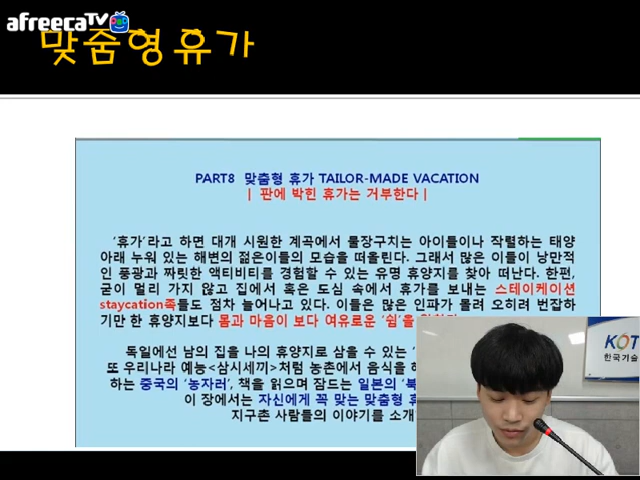 afreecaTV
맞춤형 휴가
PART8 맞춤형 휴가 TAILOR-MADE VACATION
| 판에 박힌 휴가는 거부한다 |
'휴가'라고 하면 대개 시원한 계곡에서 물장구치는 아이들이나 작렬하는 태양
아래 누워 있는 해변의 젊은이들의 모습을 떠올린다. 그래서 많은 이들이 낭만적
인 풍광과 짜릿한 액티비티를 경험할 수 있는 유명 휴양지를 찾아 떠난다. 한편,
굳이 멀리 가지 않고 집에서 혹은 도심 속에서 휴가를 보내는 스테이케이션
staycation족들도 점차 늘어나고 있다. 이들은 많은 인파가 몰려 오히려 번잡하
기만 한 휴양지보다 몸과 마음이 보다 여유로운 '쉼'을
독일에선 남의 집을 나의 휴양지로 삼을 수 있는
또 우리나라 예능<삼시세끼>처럼 농촌에서 음식을
하는 중국의 '농자러', 책을 읽으며 잠드는 일본의 '북
이 장에서는 자신에게 꼭 맞는 맞춤형
지구촌 사람들의 이야기를 소개
KOT
한국기술